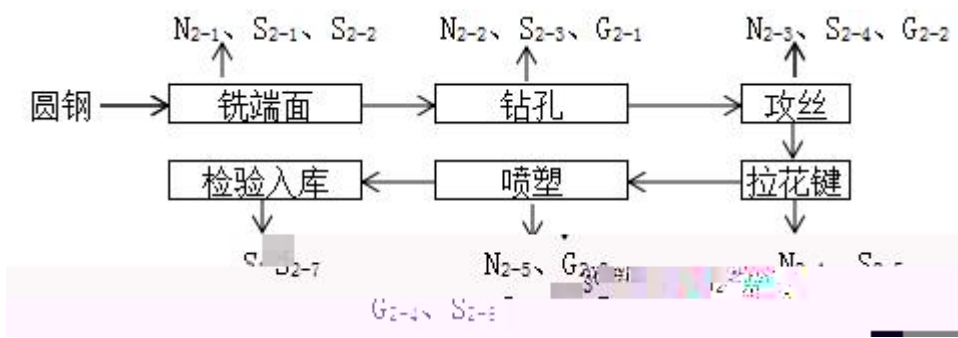 N₂₋₁、S₂₋₁、S₂₋₂ N₂₋₂、S₂₋₃、G₂₋₁ N₂₋₃、S₂₋₄、G₂₋₂
圆钢 铣端面 钻孔 攻丝
检验入库 喷塑 拉花键
S₂₋₇ N₂₋₅、
G₂₋₄、